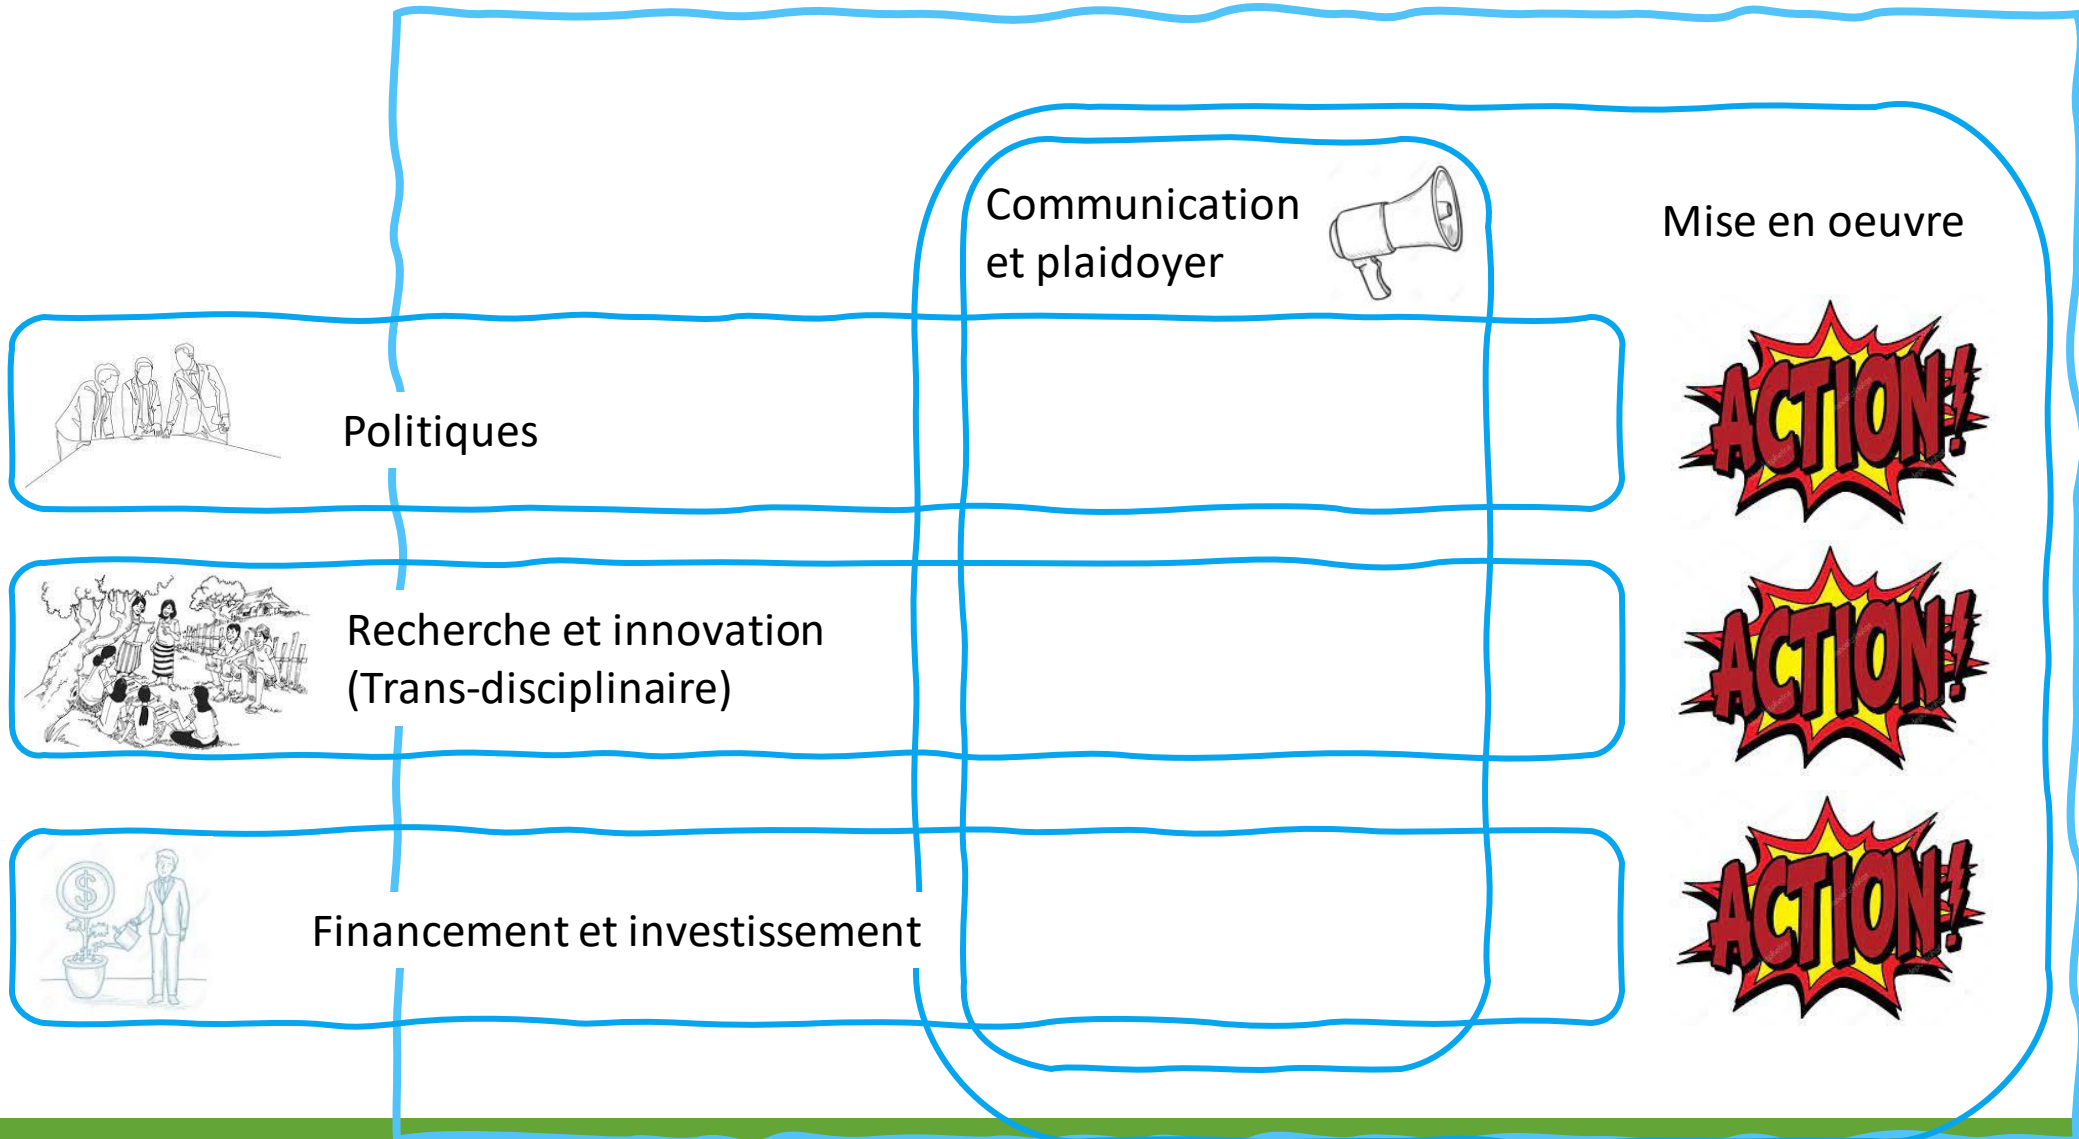 Communication
et plaidoyer
Mise en oeuvre
Politiques
ACTION!
Recherche et innovation
(Trans-disciplinaire)
ACTION!
$
Financement et investissement
ACTION!